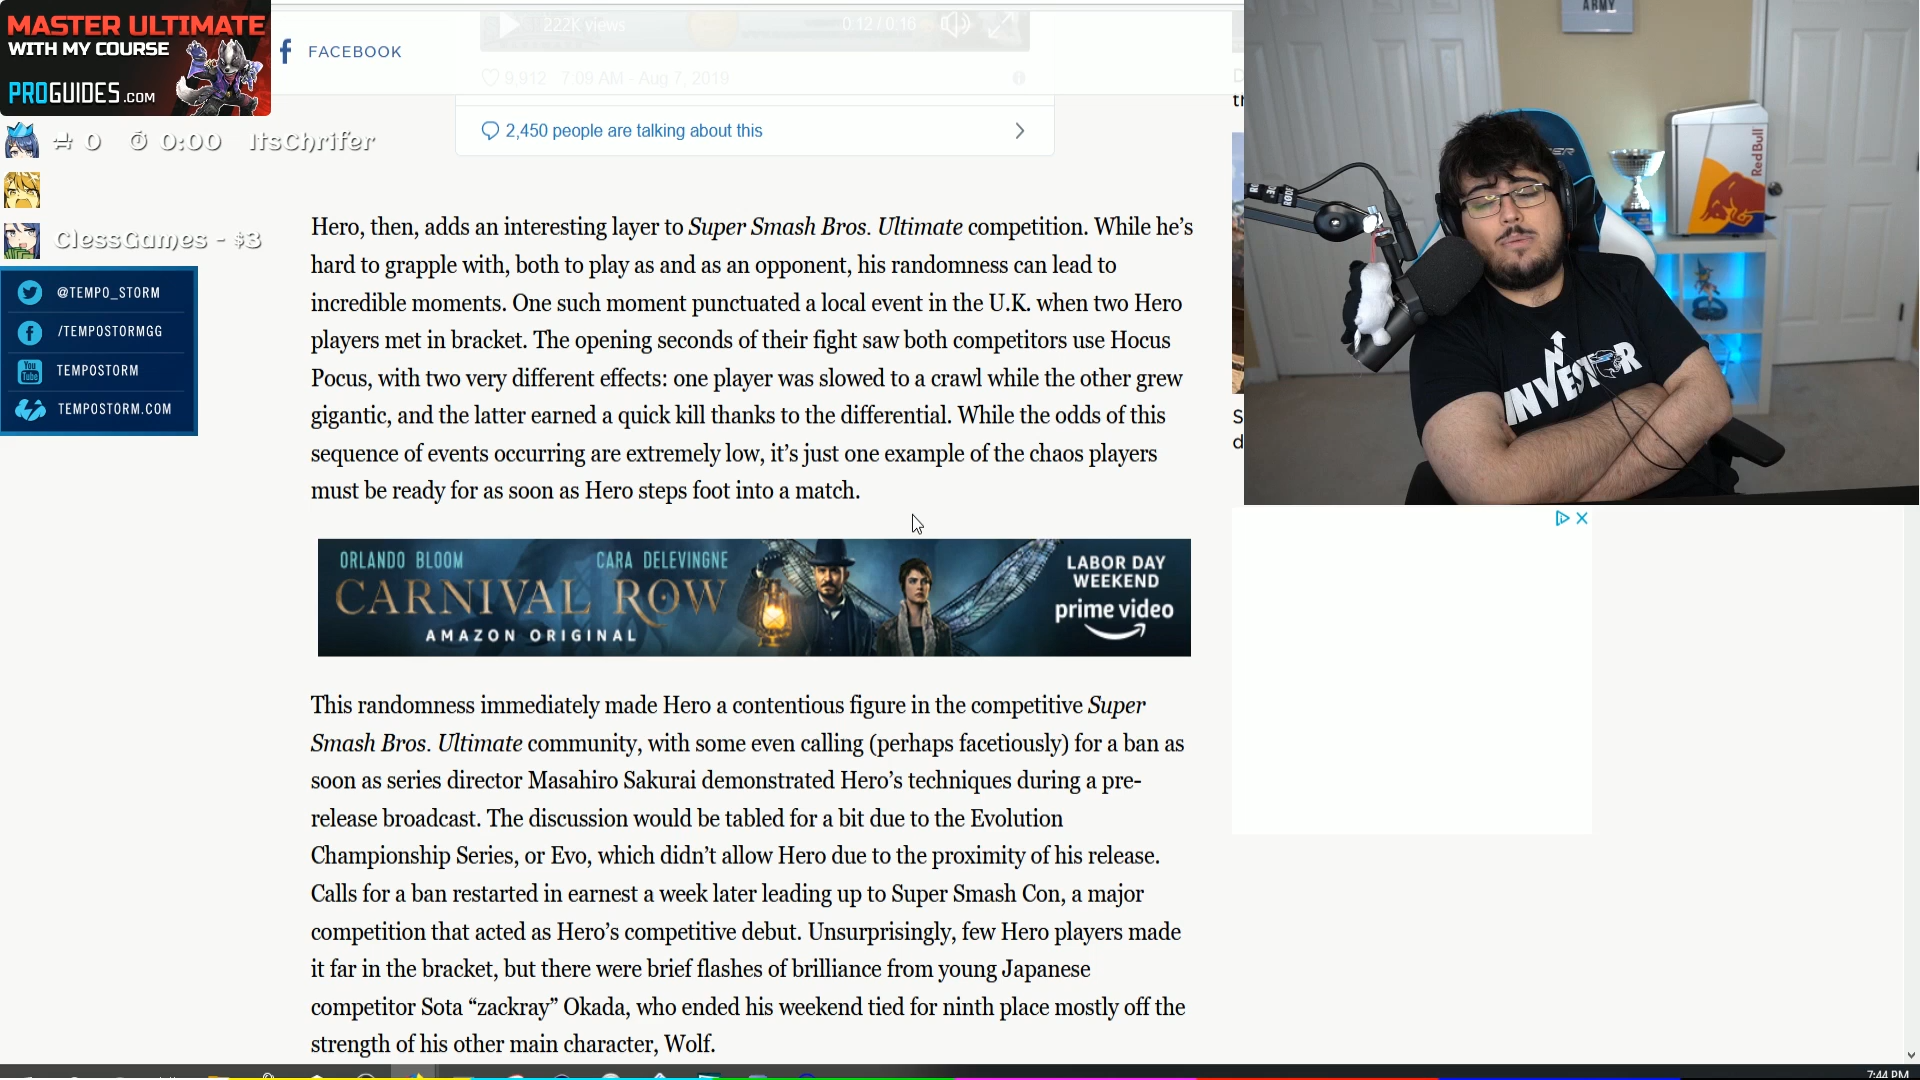 MASTER ULTIMATE
WITH MY COURSE
PROGUIDES.COM
FACEBOOK
222k views
0:12 / 0:16
9,912 7:09 AM - Aug 7, 2019
2,450 people are talking about this
0 0:00 ItsChrifer
ClessGames - $3
@TEMPO_STORM
/TEMPOSTORMGG
You Tube TEMPOSTORM
TEMPOSTORM.COM
Hero, then, adds an interesting layer to Super Smash Bros. Ultimate competition. While he's
hard to grapple with, both to play as and as an opponent, his randomness can lead to
incredible moments. One such moment punctuated a local event in the U.K. when two Hero
players met in bracket. The opening seconds of their fight saw both competitors use Hocus
Pocus, with two very different effects: one player was slowed to a crawl while the other grew
gigantic, and the latter earned a quick kill thanks to the differential. While the odds of this
sequence of events occurring are extremely low, it's just one example of the chaos players
must be ready for as soon as Hero steps foot into a match.
ORLANDO BLOOM CARA DELEVINGNE
CARNIVAL ROW
AMAZON ORIGINAL
LABOR DAY
WEEKEND
prime video
This randomness immediately made Hero a contentious figure in the competitive Super
Smash Bros. Ultimate community, with some even calling (perhaps facetiously) for a ban as
soon as series director Masahiro Sakurai demonstrated Hero's techniques during a pre-
release broadcast. The discussion would be tabled for a bit due to the Evolution
Championship Series, or Evo, which didn't allow Hero due to the proximity of his release.
Calls for a ban restarted in earnest a week later leading up to Super Smash Con, a major
competition that acted as Hero's competitive debut. Unsurprisingly, few Hero players made
it far in the bracket, but there were brief flashes of brilliance from young Japanese
competitor Sota “zackray” Okada, who ended his weekend tied for ninth place mostly off the
strength of his other main character, Wolf.
ARMY
RØDE
Red Bull
INVESTOR
7:44 PM